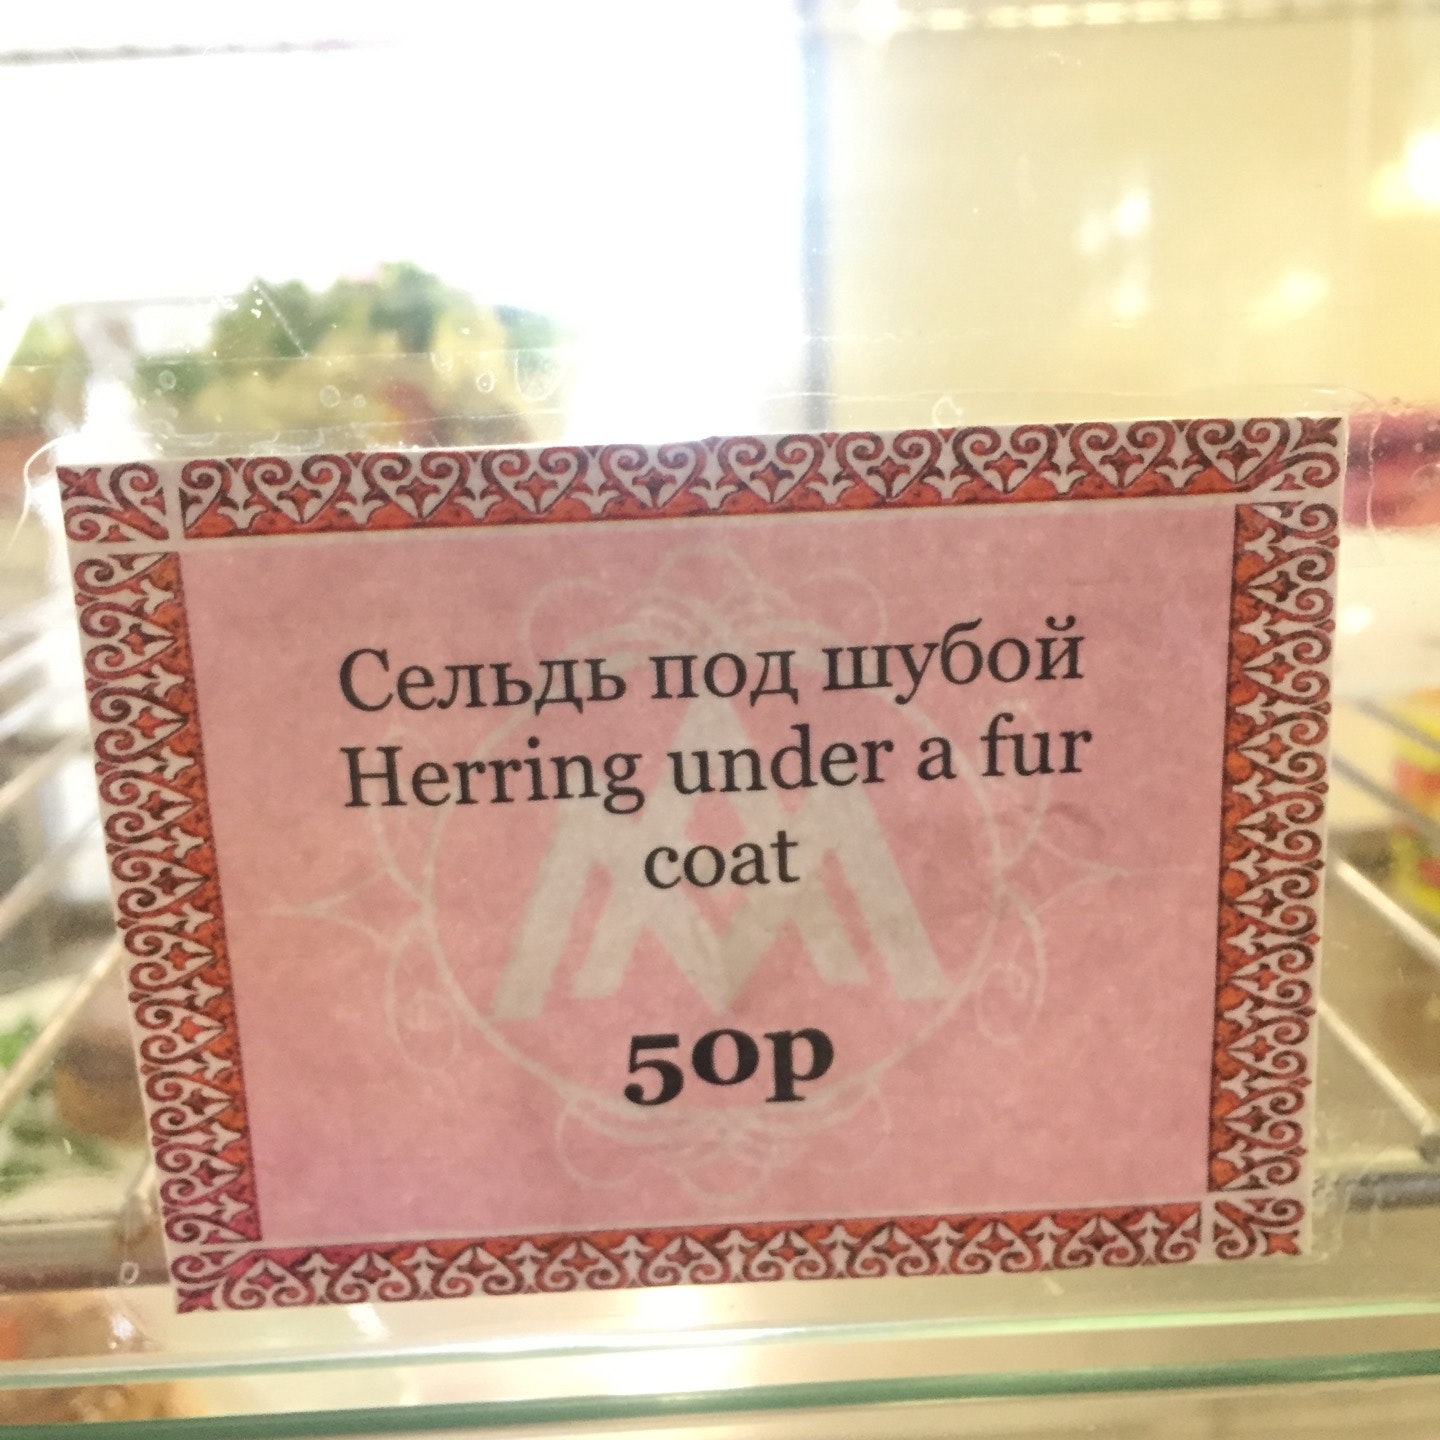 Сельдь под шубой
Herring under a fur
coat
50р